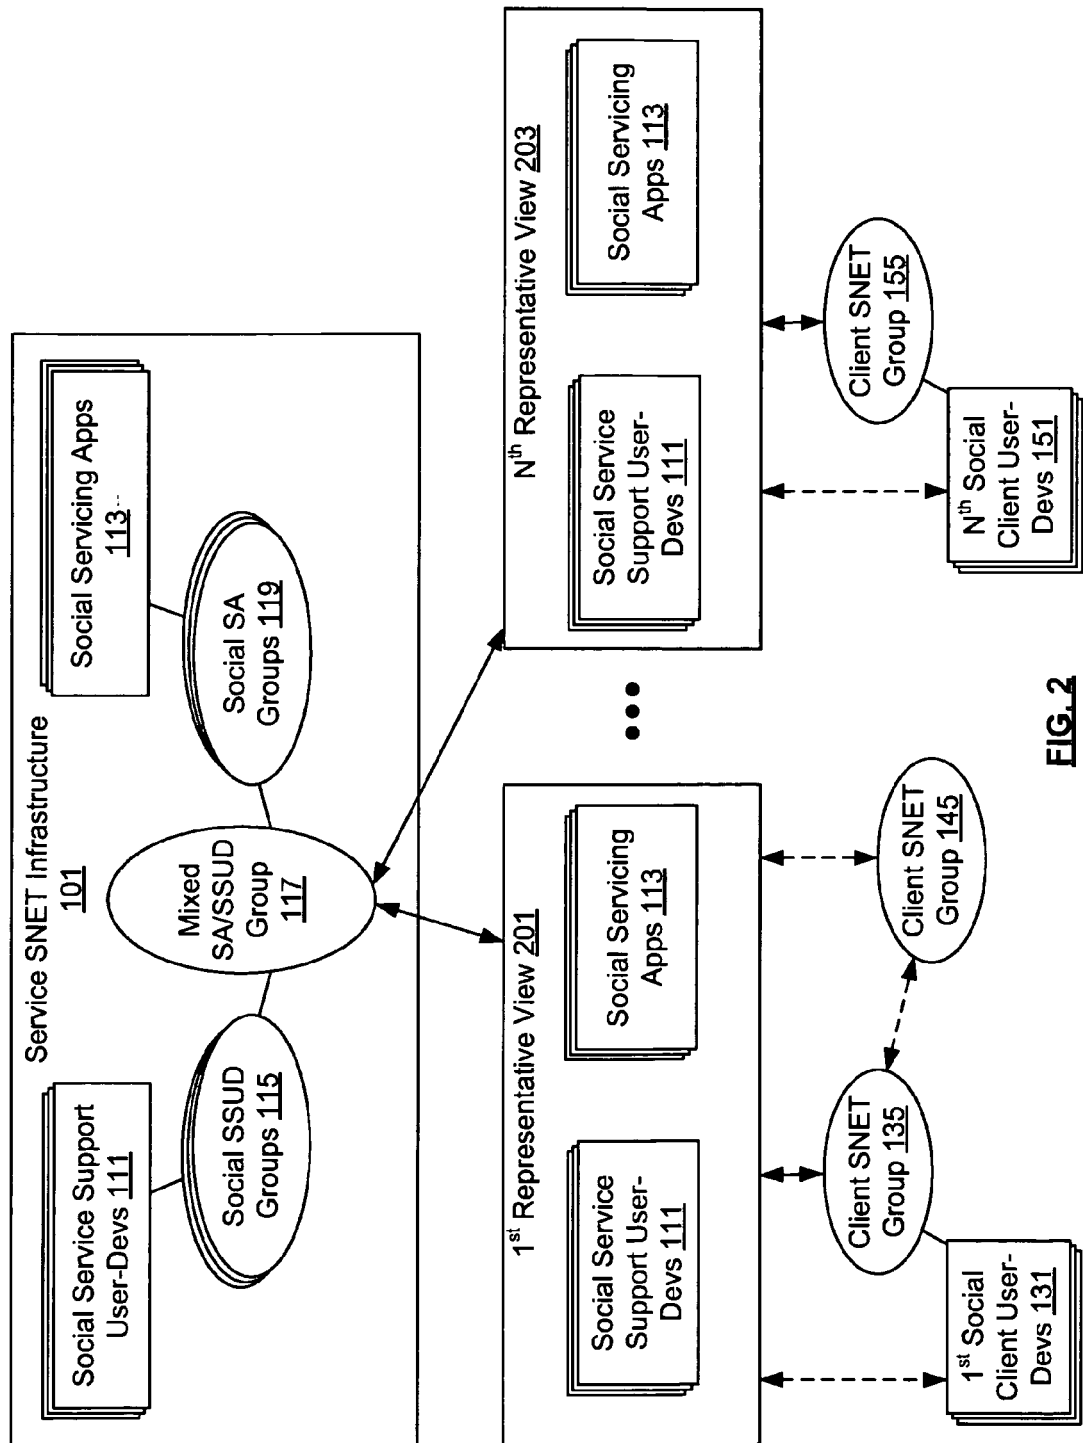 Service SNET Infrastructure
101
Social Service Support
User-Devs 111
Social Servicing Apps
113
Social SSUD
Groups 115
Mixed
SA/SSUD
Group
117
Social SA
Groups 119
1st Representative View 201
Social Service
Support User-
Devs 111
Social Servicing
Apps 113
Nth Representative View 203
Social Service
Support User-
Devs 111
Social Servicing
Apps 113
Client SNET
Group 135
Client SNET
Group 145
Client SNET
Group 155
1st Social
Client User-
Devs 131
Nth Social
Client User-
Devs 151
FIG. 2